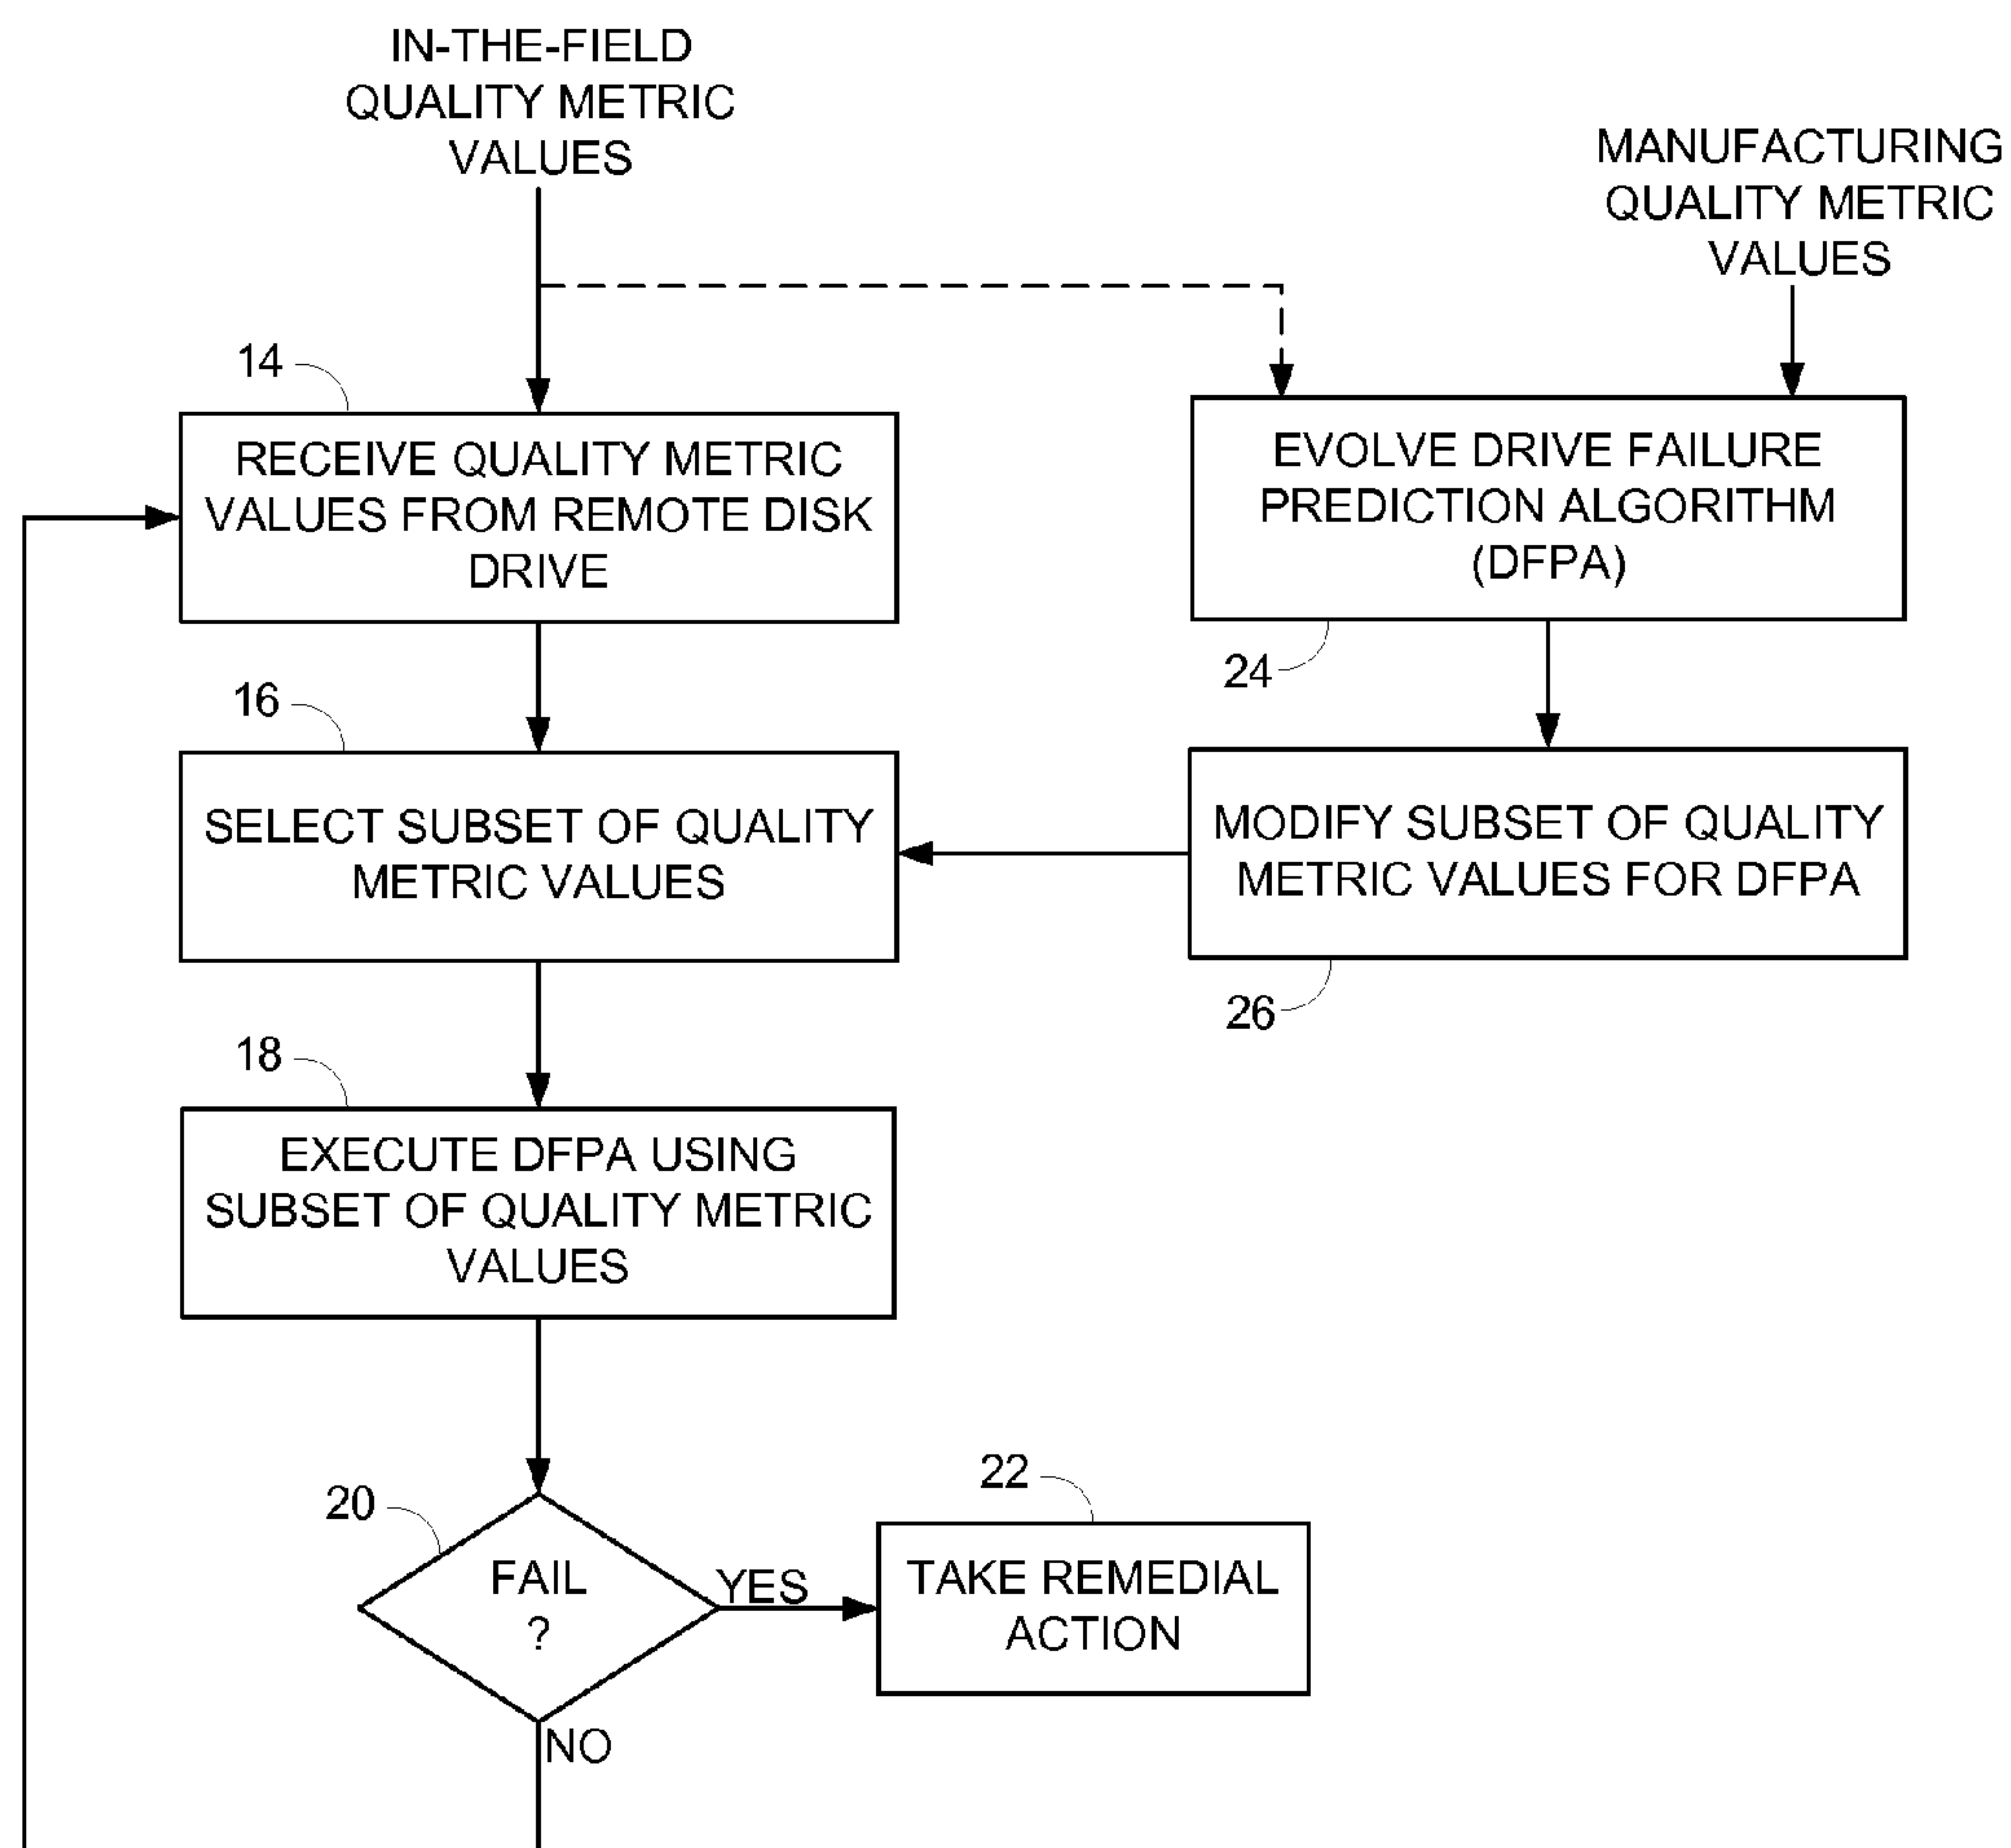 IN-THE-FIELD
QUALITY METRIC
VALUES
MANUFACTURING
QUALITY METRIC
VALUES
14
RECEIVE QUALITY METRIC
VALUES FROM REMOTE DISK
DRIVE
EVOLVE DRIVE FAILURE
PREDICTION ALGORITHM
(DFPA)
24
16
SELECT SUBSET OF QUALITY
METRIC VALUES
MODIFY SUBSET OF QUALITY
METRIC VALUES FOR DFPA
26
18
EXECUTE DFPA USING
SUBSET OF QUALITY METRIC
VALUES
20
FAIL
?
YES
22
TAKE REMEDIAL
ACTION
NO